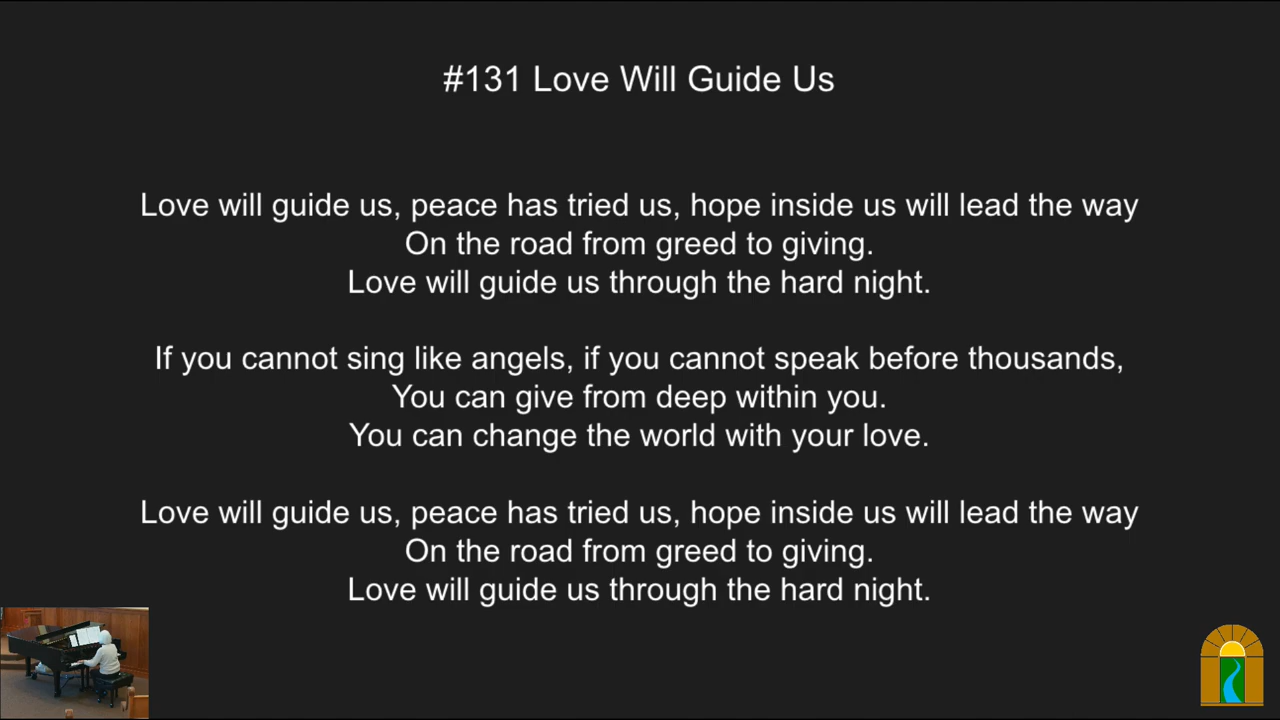 #131 Love Will Guide Us
Love will guide us, peace has tried us, hope inside us will lead the way
On the road from greed to giving.
Love will guide us through the hard night.
If you cannot sing like angels, if you cannot speak before thousands,
You can give from deep within you.
You can change the world with your love.
Love will guide us, peace has tried us, hope inside us will lead the way
On the road from greed to giving.
Love will guide us through the hard night.